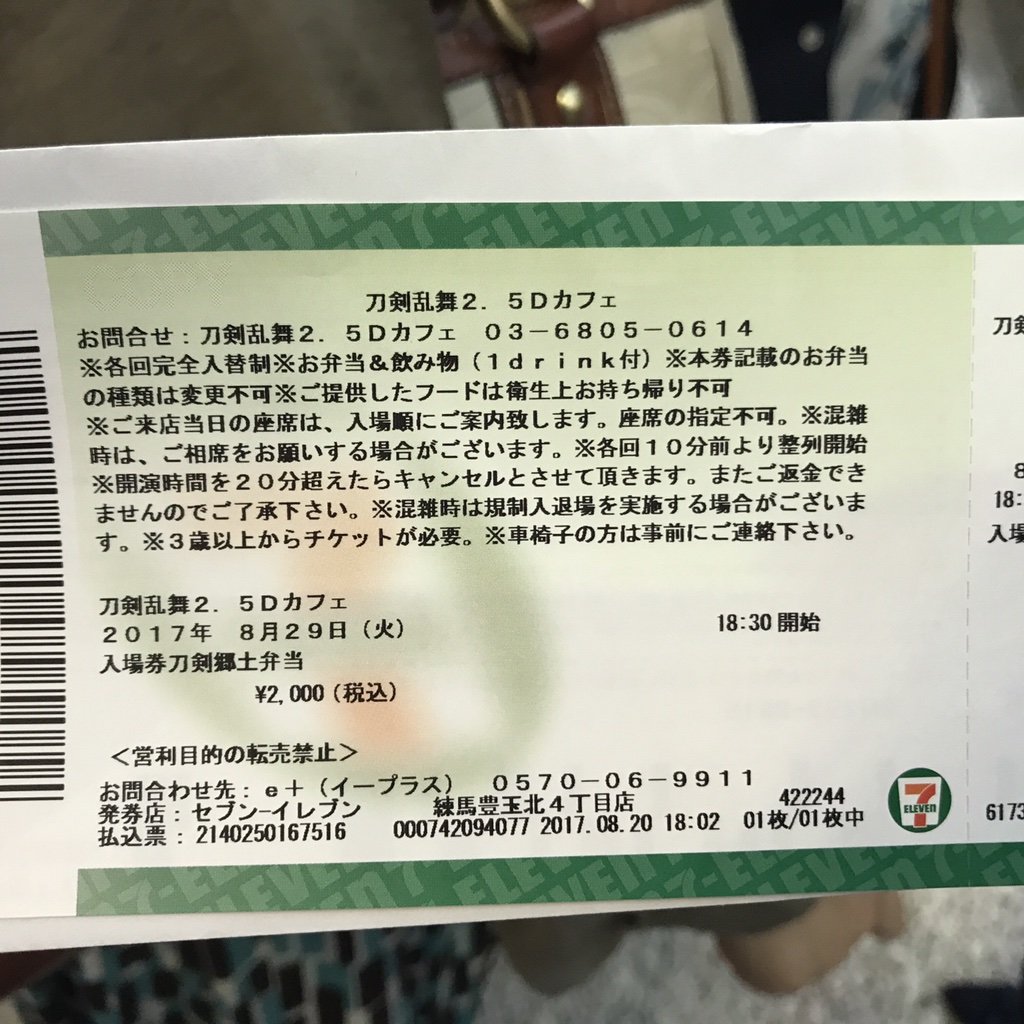 刀剣乱舞2.5Dカフェ
お問合せ:刀剣乱舞2.5Dカフェ 03-6805-0614
※各回完全入替制※お弁当&飲み物(1drink付)※本券記載のお弁当
の種類は変更不可※ご提供したフードは衛生上お持ち帰り不可
※ご来店当日の座席は、入場順にご案内致します。座席の指定不可。※混雑
時は、ご相席をお願いする場合がございます。※各回10分前より整列開始
※開演時間を20分超えたらキャンセルとさせて頂きます。またご返金でき
ませんのでご了承下さい。※混雑時は規制入退場を実施する場合がございま
す。※3歳以上からチケットが必要。※車椅子の方は事前にご連絡下さい。
刀剣乱舞2.5Dカフェ
2017年 8月29日(火) 18:30 開始
入場券刀剣郷土弁当
¥2,000(税込)
<営利目的の転売禁止>
お問合わせ先:e+(イープラス) 0570-06-9911
発券店:セブン-イレブン 練馬豊玉北4丁目店 422244
払込票:2140250167516 000742094077 2017.08.20 18:02 01枚/01枚中
7 ELEVEN
刀
8
18:
入場
6173